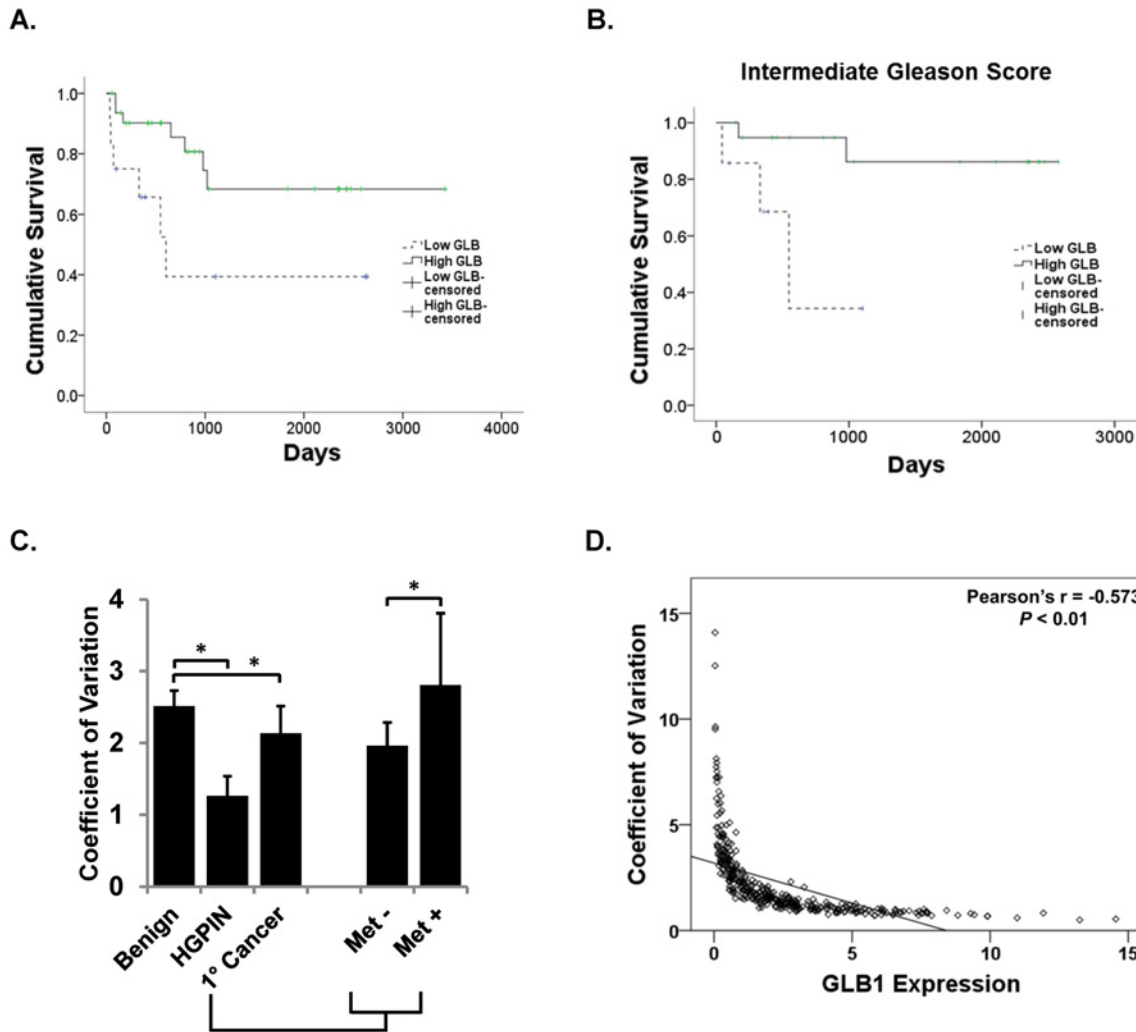 A.
1.0
0.8
0.6
0.4
0.2
0.0
Cumulative Survival
0 1000 2000 3000 4000
Days
Low GLB
High GLB
Low GLB-
censored
High GLB-
censored
B.
Intermediate Gleason Score
1.0
0.8
0.6
0.4
0.2
0.0
Cumulative Survival
0 1000 2000 3000
Days
Low GLB
High GLB
Low GLB-
censored
High GLB-
censored
C.
4
3
2
1
0
Coefficient of Variation
* * *
Benign HGPIN 1° Cancer Met - Met +
D.
Pearson's r = -0.573
P < 0.01
15
10
5
0
Coefficient of Variation
0 5 10 15
GLB1 Expression